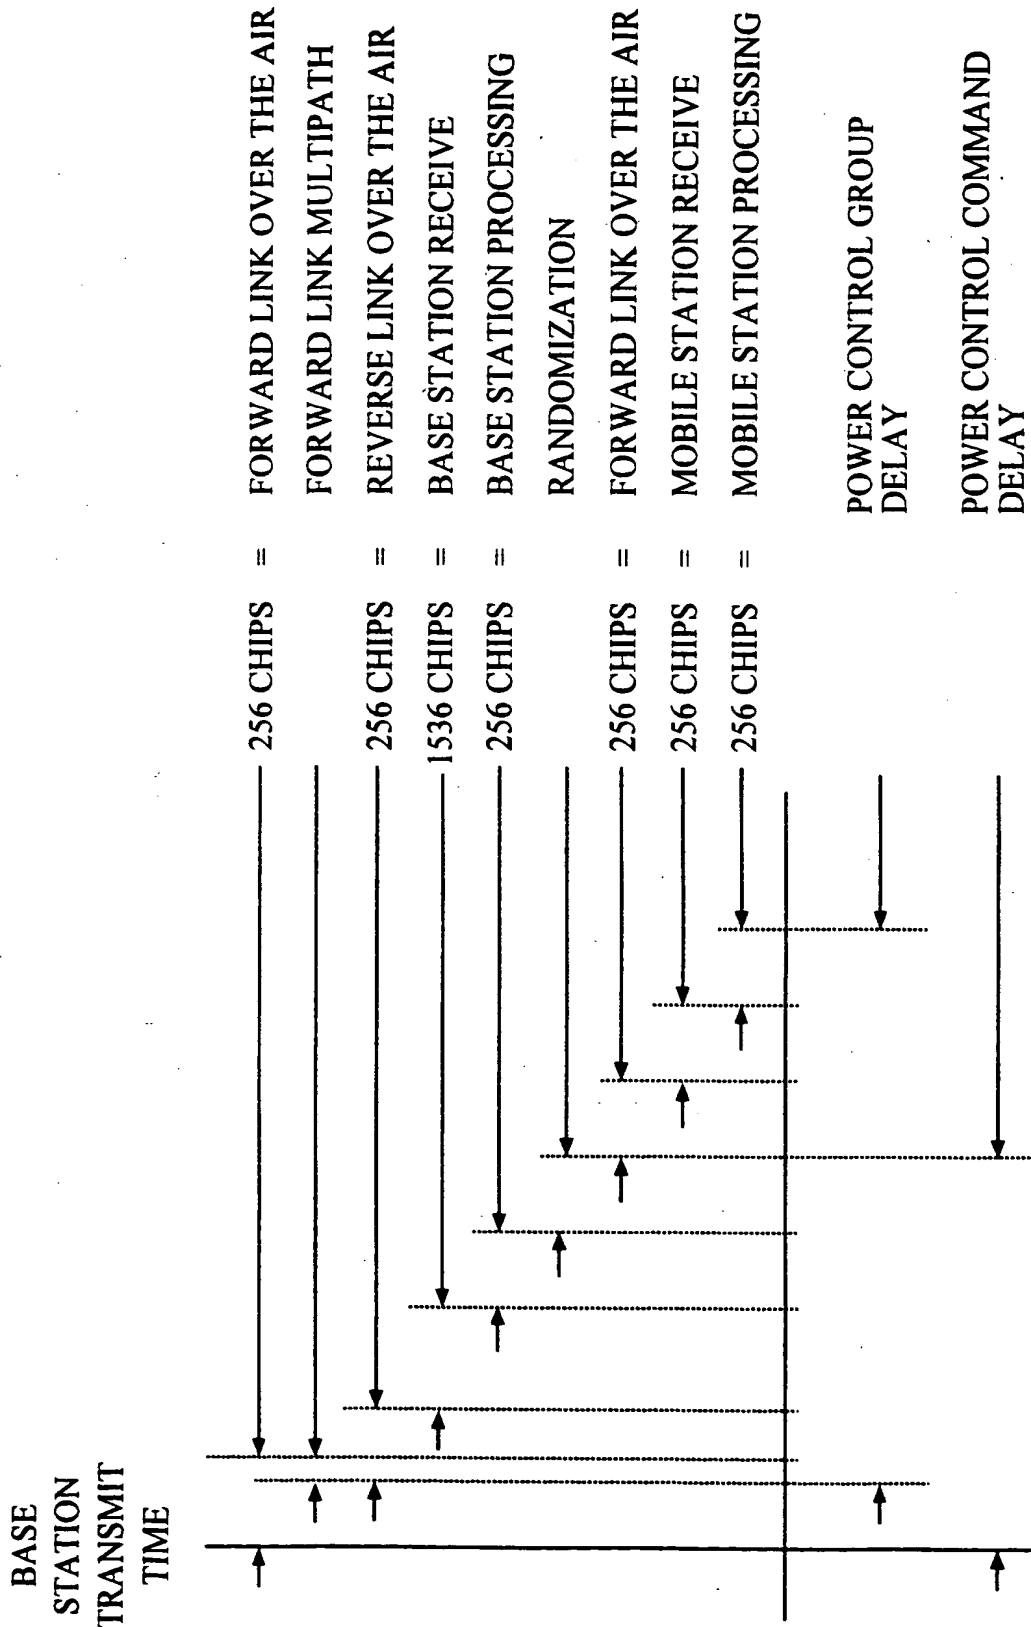 BASE
STATION
TRANSMIT
TIME
256 CHIPS = FORWARD LINK OVER THE AIR
FORWARD LINK MULTIPATH
256 CHIPS = REVERSE LINK OVER THE AIR
1536 CHIPS = BASE STATION RECEIVE
256 CHIPS = BASE STATION PROCESSING
RANDOMIZATION
256 CHIPS = FORWARD LINK OVER THE AIR
256 CHIPS = MOBILE STATION RECEIVE
256 CHIPS = MOBILE STATION PROCESSING
POWER CONTROL GROUP
DELAY
POWER CONTROL COMMAND
DELAY